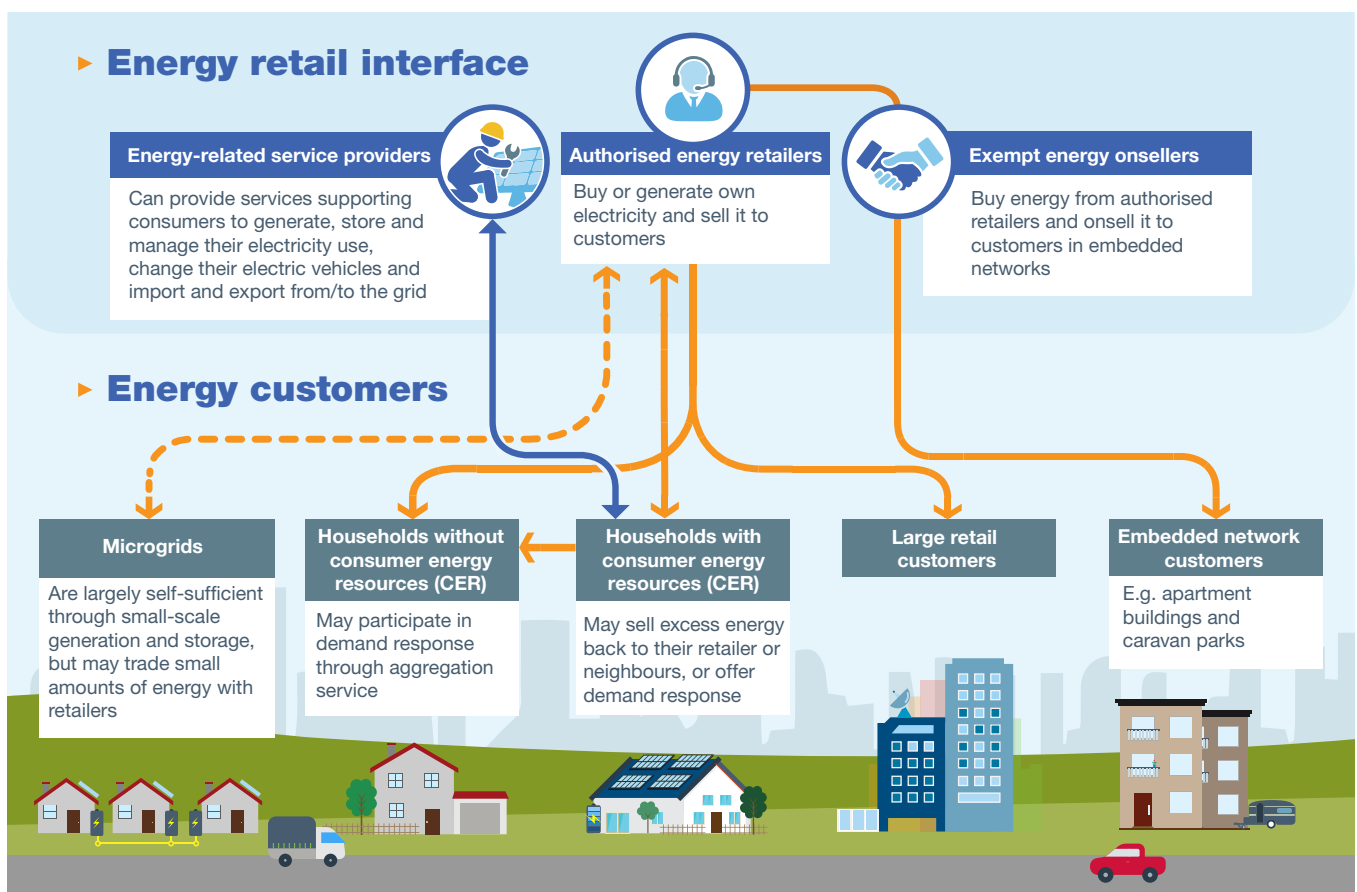 Energy retail interface
Energy-related service providers
Can provide services supporting
consumers to generate, store and
manage their electricity use,
change their electric vehicles and
import and export from/to the grid
Authorised energy retailers
Buy or generate own
electricity and sell it to
customers
Exempt energy onsellers
Buy energy from authorised
retailers and onsell it to
customers in embedded
networks
Energy customers
Microgrids
Are largely self-sufficient
through small-scale
generation and storage,
but may trade small
amounts of energy with
retailers
Households without
consumer energy
resources (CER)
May participate in
demand response
through aggregation
service
Households with
consumer energy
resources (CER)
May sell excess energy
back to their retailer or
neighbours, or offer
demand response
Large retail
customers
Embedded network
customers
E.g. apartment
buildings and
caravan parks